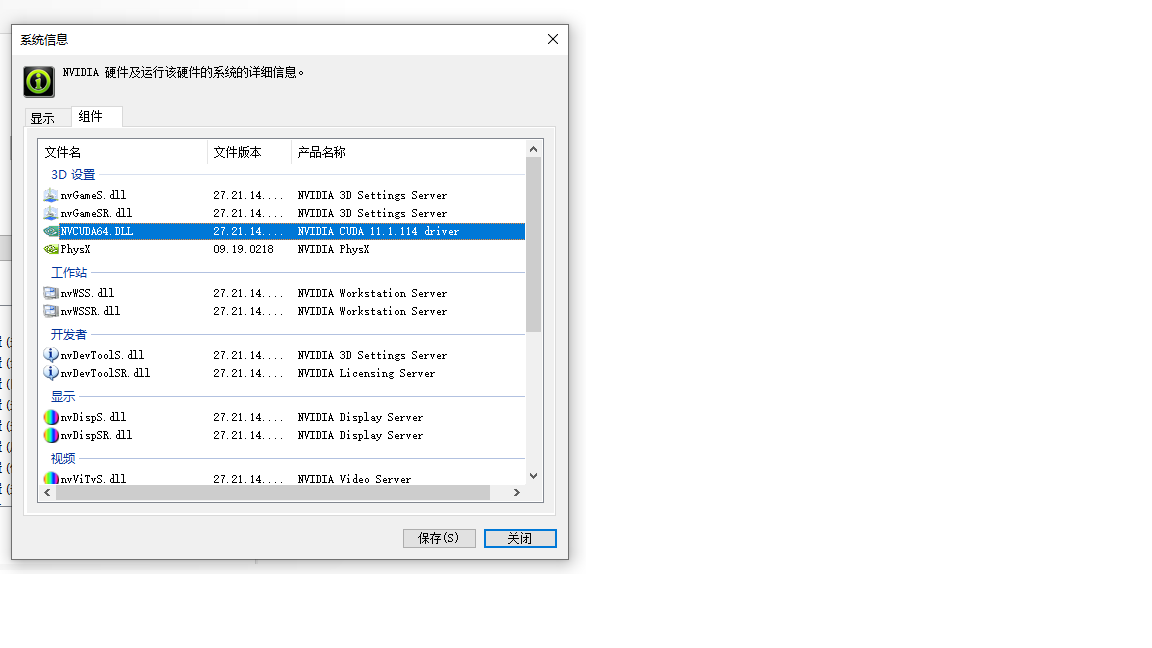 系统信息
NVIDIA 硬件及运行该硬件的系统的详细信息。
显示 组件
文件名 文件版本 产品名称
3D 设置
nvGameS.dll 27.21.14.... NVIDIA 3D Settings Server
nvGameSR.dll 27.21.14.... NVIDIA 3D Settings Server
NVCUDA64.DLL 27.21.14.... NVIDIA CUDA 11.1.114 driver
PhysX 09.19.0218 NVIDIA PhysX
工作站
nvWSS.dll 27.21.14.... NVIDIA Workstation Server
nvWSSR.dll 27.21.14.... NVIDIA Workstation Server
开发者
nvDevToolS.dll 27.21.14.... NVIDIA 3D Settings Server
nvDevToolSR.dll 27.21.14.... NVIDIA Licensing Server
显示
nvDispS.dll 27.21.14.... NVIDIA Display Server
nvDispSR.dll 27.21.14.... NVIDIA Display Server
视频
nvViTvS.dll 27.21.14.... NVIDIA Video Server
保存(S) 关闭